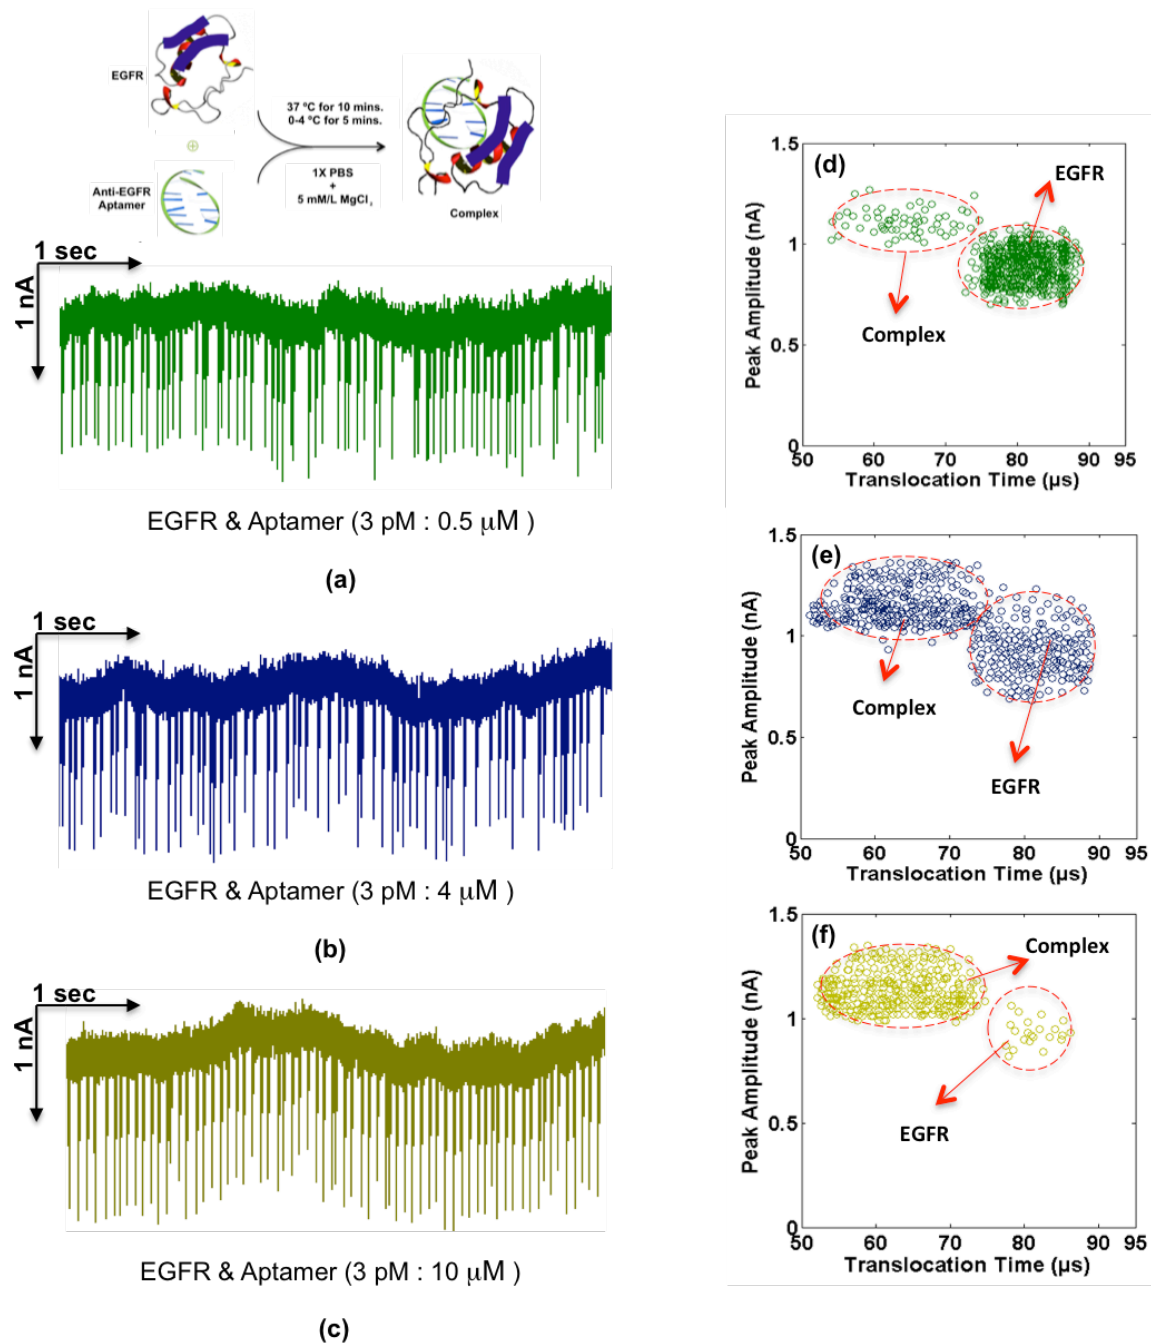 EGFR
37 ºC for 10 mins.
0-4 ºC for 5 mins.
1X PBS
+
5 mM/L MgCl₂
Anti-EGFR
Aptamer
Complex
1 sec
1 nA
EGFR & Aptamer (3 pM : 0.5 μM )
(a)
1 sec
1 nA
EGFR & Aptamer (3 pM : 4 μM )
(b)
1 sec
1 nA
EGFR & Aptamer (3 pM : 10 μM )
(c)
(d)
EGFR
Complex
Peak Amplitude (nA)
1.5
1
0.5
0
50 60 70 80 90 95
Translocation Time (µs)
(e)
Complex
EGFR
Peak Amplitude (nA)
1.5
1
0.5
0
50 60 70 80 90 95
Translocation Time (µs)
(f)
Complex
EGFR
Peak Amplitude (nA)
1.5
1
0.5
0
50 60 70 80 90 95
Translocation Time (µs)